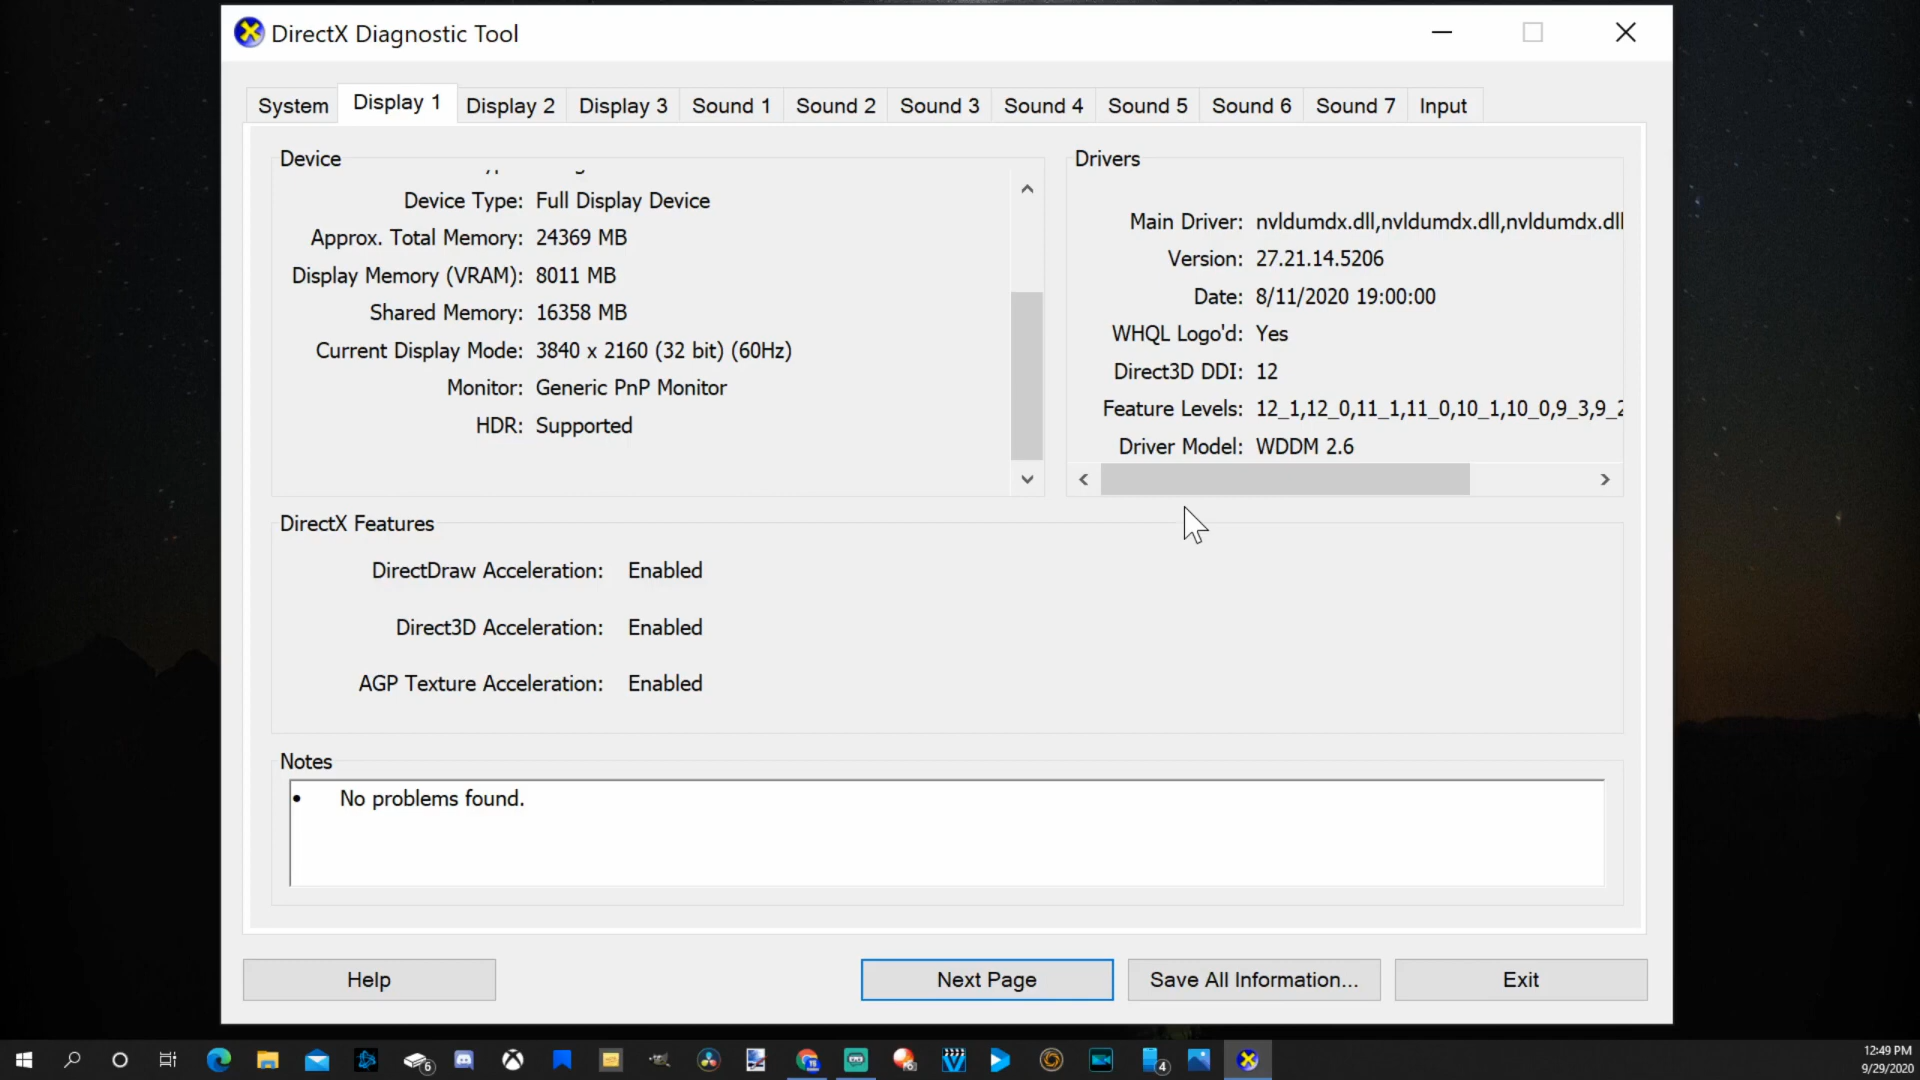 DirectX Diagnostic Tool
System Display 1 Display 2 Display 3 Sound 1 Sound 2 Sound 3 Sound 4 Sound 5 Sound 6 Sound 7 Input
Device
Device Type: Full Display Device
Approx. Total Memory: 24369 MB
Display Memory (VRAM): 8011 MB
Shared Memory: 16358 MB
Current Display Mode: 3840 x 2160 (32 bit) (60Hz)
Monitor: Generic PnP Monitor
HDR: Supported
Drivers
Main Driver: nvldumdx.dll,nvldumdx.dll,nvldumdx.dll
Version: 27.21.14.5206
Date: 8/11/2020 19:00:00
WHQL Logo'd: Yes
Direct3D DDI: 12
Feature Levels: 12_1,12_0,11_1,11_0,10_1,10_0,9_3,9_2
Driver Model: WDDM 2.6
DirectX Features
DirectDraw Acceleration: Enabled
Direct3D Acceleration: Enabled
AGP Texture Acceleration: Enabled
Notes
• No problems found.
Help Next Page Save All Information... Exit
6 4
12:49 PM
9/29/2020